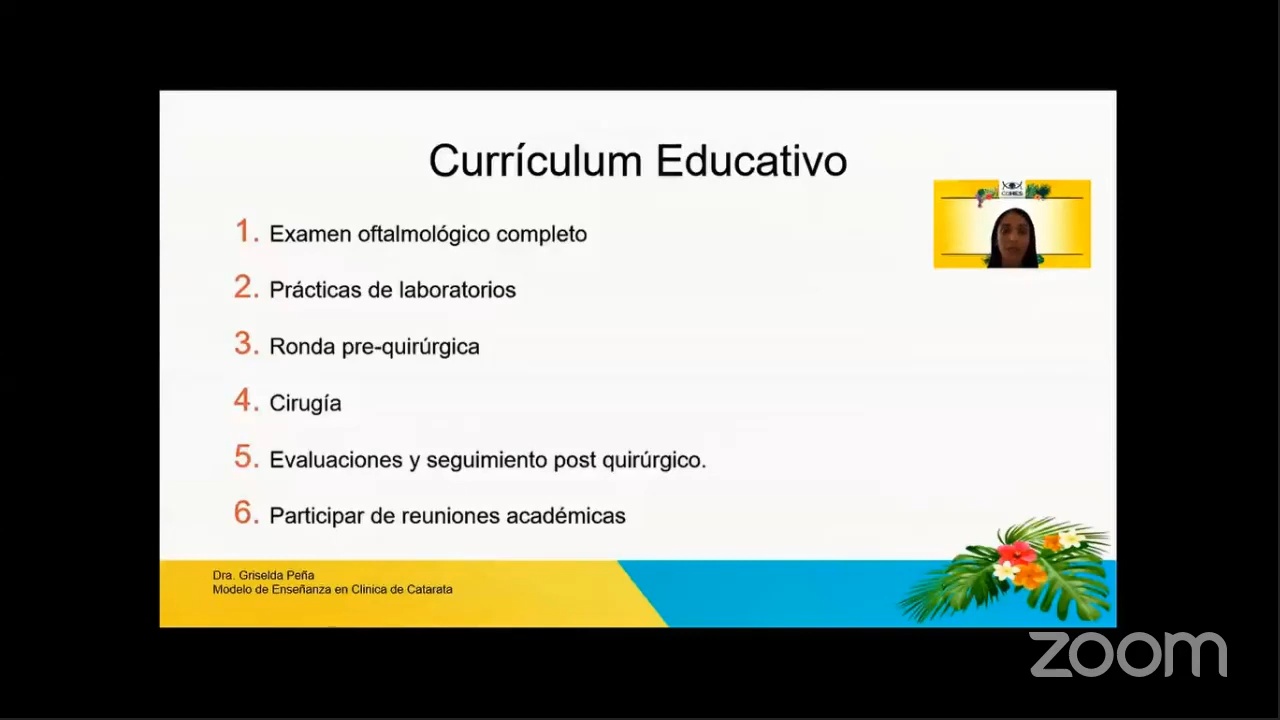 Currículum Educativo
1. Examen oftalmológico completo
2. Prácticas de laboratorios
3. Ronda pre-quirúrgica
4. Cirugía
5. Evaluaciones y seguimiento post quirúrgico.
6. Participar de reuniones académicas
Dra. Griselda Peña
Modelo de Enseñanza en Clinica de Catarata
zoom